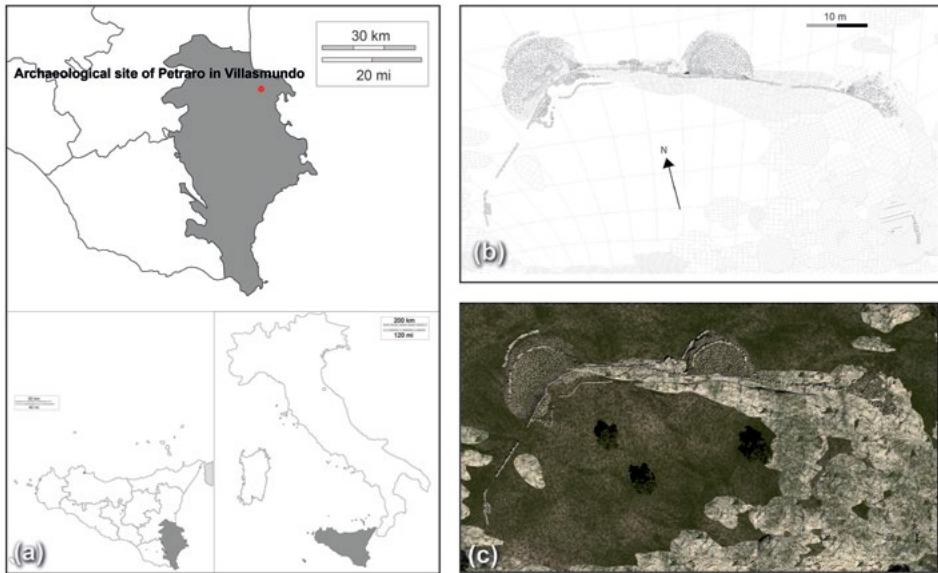 30 km
20 mi
Archaeological site of Petraro in Villasmundo
200 km
120 mi
(a)
10 m
N
(b)
(c)